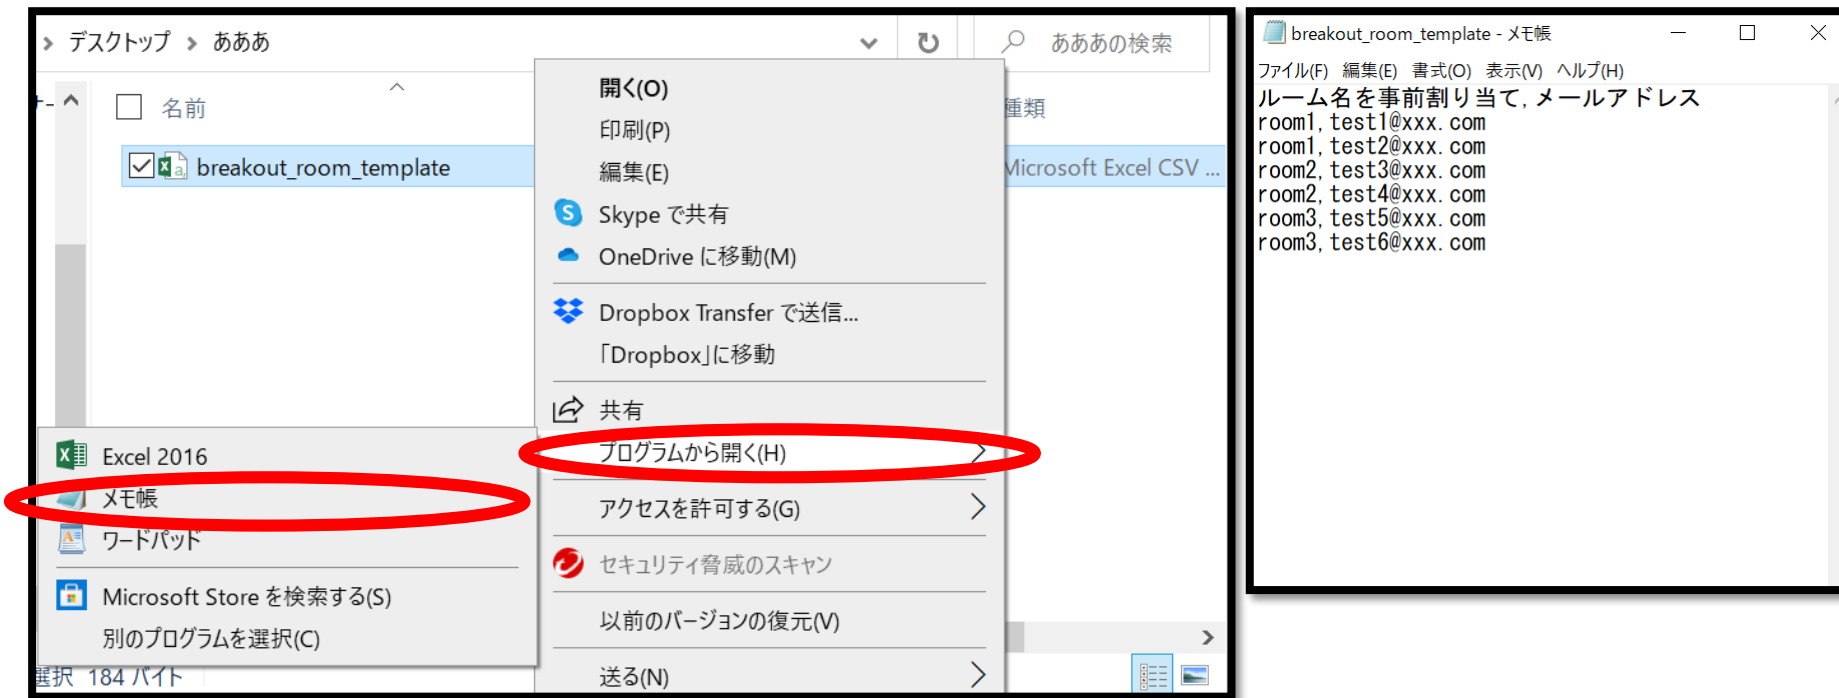 デスクトップ > あああ
あああの検索
名前
種類
breakout_room_template
Microsoft Excel CSV ...
開く(O)
印刷(P)
編集(E)
Skype で共有
OneDrive に移動(M)
Dropbox Transfer で送信...
「Dropbox」に移動
共有
プログラムから開く(H)
アクセスを許可する(G)
セキュリティ脅威のスキャン
以前のバージョンの復元(V)
送る(N)
Excel 2016
メモ帳
ワードパッド
Microsoft Store を検索する(S)
別のプログラムを選択(C)
選択 184 バイト
breakout_room_template - メモ帳
ファイル(F) 編集(E) 書式(O) 表示(V) ヘルプ(H)
ルーム名を事前割り当て,メールアドレス
room1,test1@xxx.com
room1,test2@xxx.com
room2,test3@xxx.com
room2,test4@xxx.com
room3,test5@xxx.com
room3,test6@xxx.com